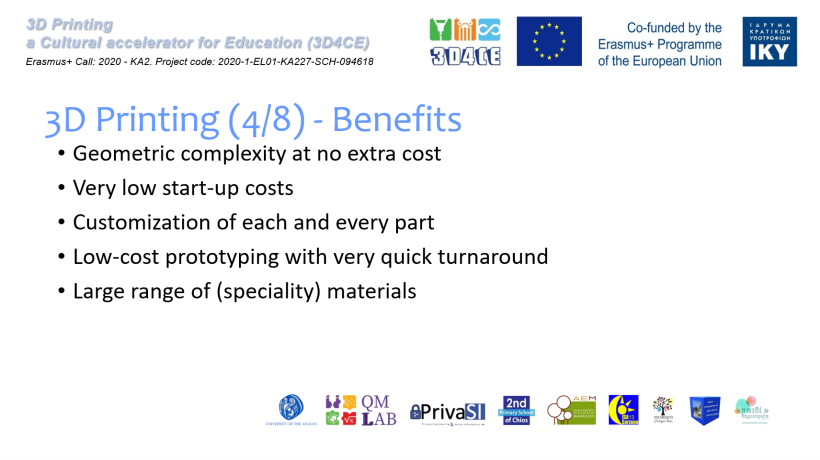 3D Printing
a Cultural accelerator for Education (3D4CE)
Erasmus+ Call: 2020 - KA2. Project code: 2020-1-EL01-KA227-SCH-094618
3D4CE
Co-funded by the
Erasmus+ Programme
of the European Union
ΙΔΡΥΜΑ
ΚΡΑΤΙΚΩΝ
ΥΠΟΤΡΟΦΙΩΝ
IKY
3D Printing (4/8) - Benefits
• Geometric complexity at no extra cost
• Very low start-up costs
• Customization of each and every part
• Low-cost prototyping with very quick turnaround
• Large range of (speciality) materials
UNIVERSITY OF THE AEGEAN
QM
LAB
PrivaSI
2nd
Primary School
of Chios